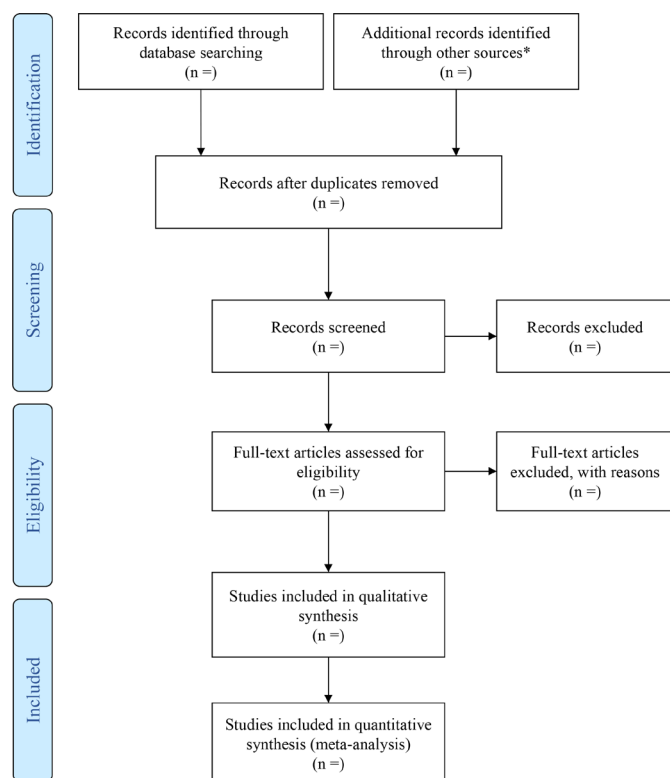 Identification
Records identified through
database searching
(n =)
Additional records identified
through other sources*
(n =)
Records after duplicates removed
(n =)
Screening
Records screened
(n =)
Records excluded
(n =)
Eligibility
Full-text articles assessed for
eligibility
(n =)
Full-text articles
excluded, with reasons
(n =)
Included
Studies included in qualitative
synthesis
(n =)
Studies included in quantitative
synthesis (meta-analysis)
(n =)